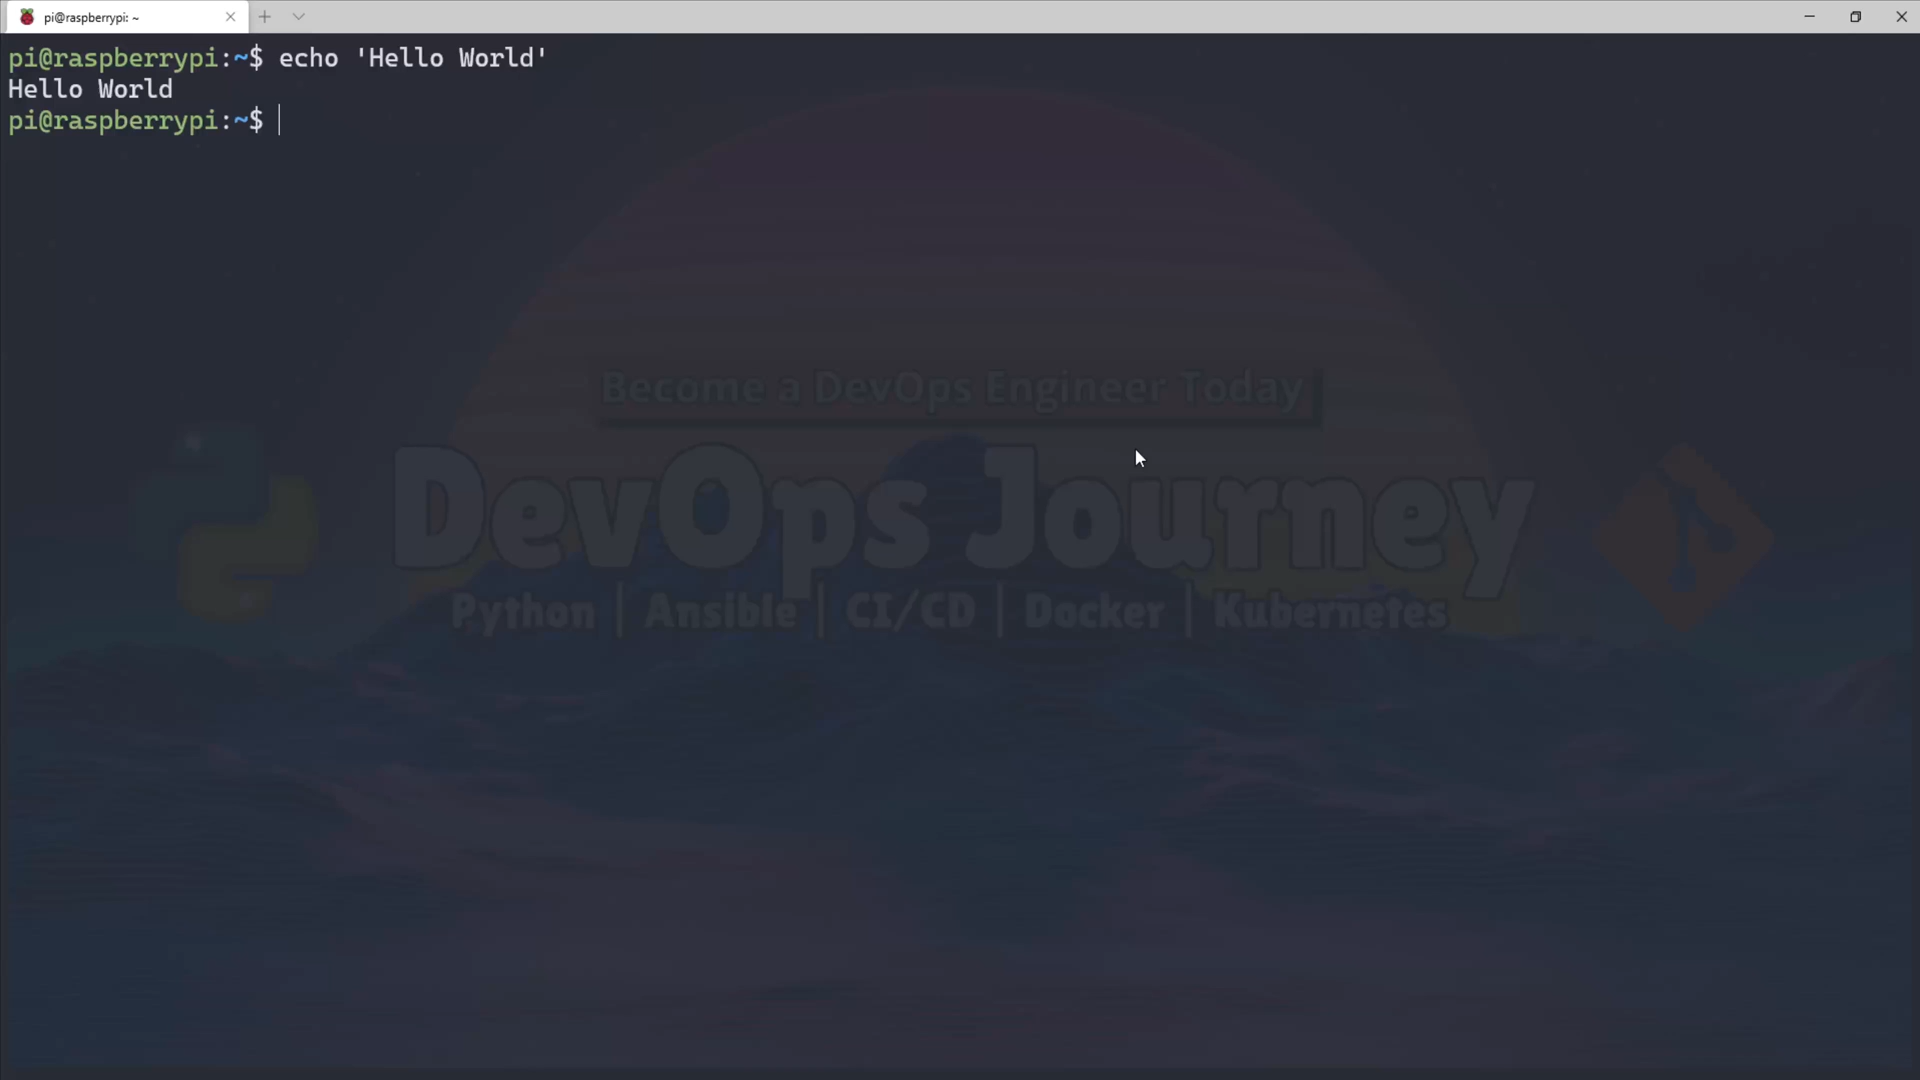 pi@raspberrypi: ~
pi@raspberrypi:~$ echo 'Hello World'
Hello World
pi@raspberrypi:~$
Become a DevOps Engineer Today
DevOps Journey
Python | Ansible | CI/CD | Docker | Kubernetes